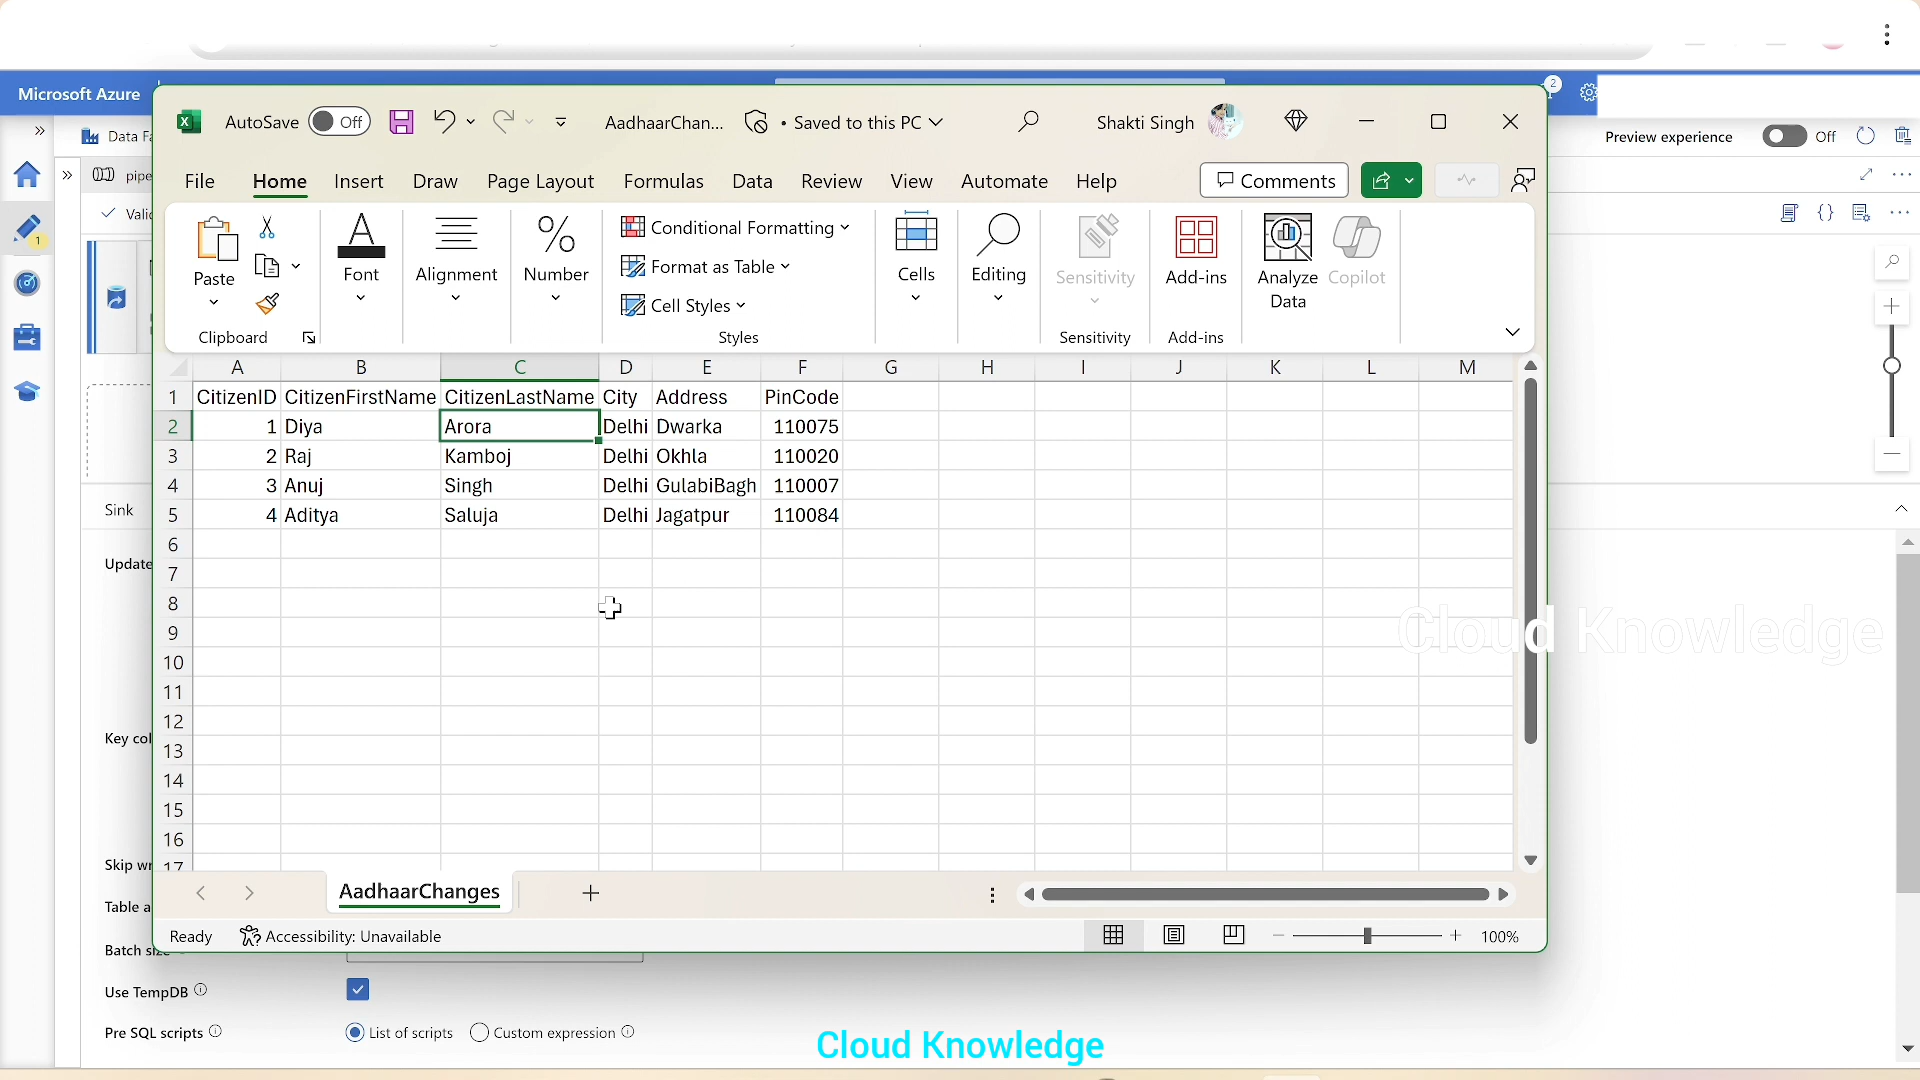 Microsoft Azure
2
Data Fa
Preview experience
Off
pipe
Valid
1
AutoSave
Off
AadhaarChan...
• Saved to this PC
Shakti Singh
File
Home
Insert
Draw
Page Layout
Formulas
Data
Review
View
Automate
Help
Comments
Paste
Font
Alignment
Number
Conditional Formatting
Format as Table
Cell Styles
Cells
Editing
Sensitivity
Add-ins
Analyze Data
Copilot
Clipboard
Styles
Sensitivity
Add-ins
A B C D E F G H I J K L M
1 CitizenID CitizenFirstName CitizenLastName City Address PinCode
2 1 Diya Arora Delhi Dwarka 110075
3 2 Raj Kamboj Delhi Okhla 110020
4 3 Anuj Singh Delhi GulabiBagh 110007
5 4 Aditya Saluja Delhi Jagatpur 110084
6
7
8
9
10
11
12
13
14
15
16
17
Cloud Knowledge
Sink
Update
Key col
Skip wr
Table a
AadhaarChanges
Ready
Accessibility: Unavailable
100%
Batch size
Use TempDB
Pre SQL scripts
List of scripts
Custom expression
Cloud Knowledge